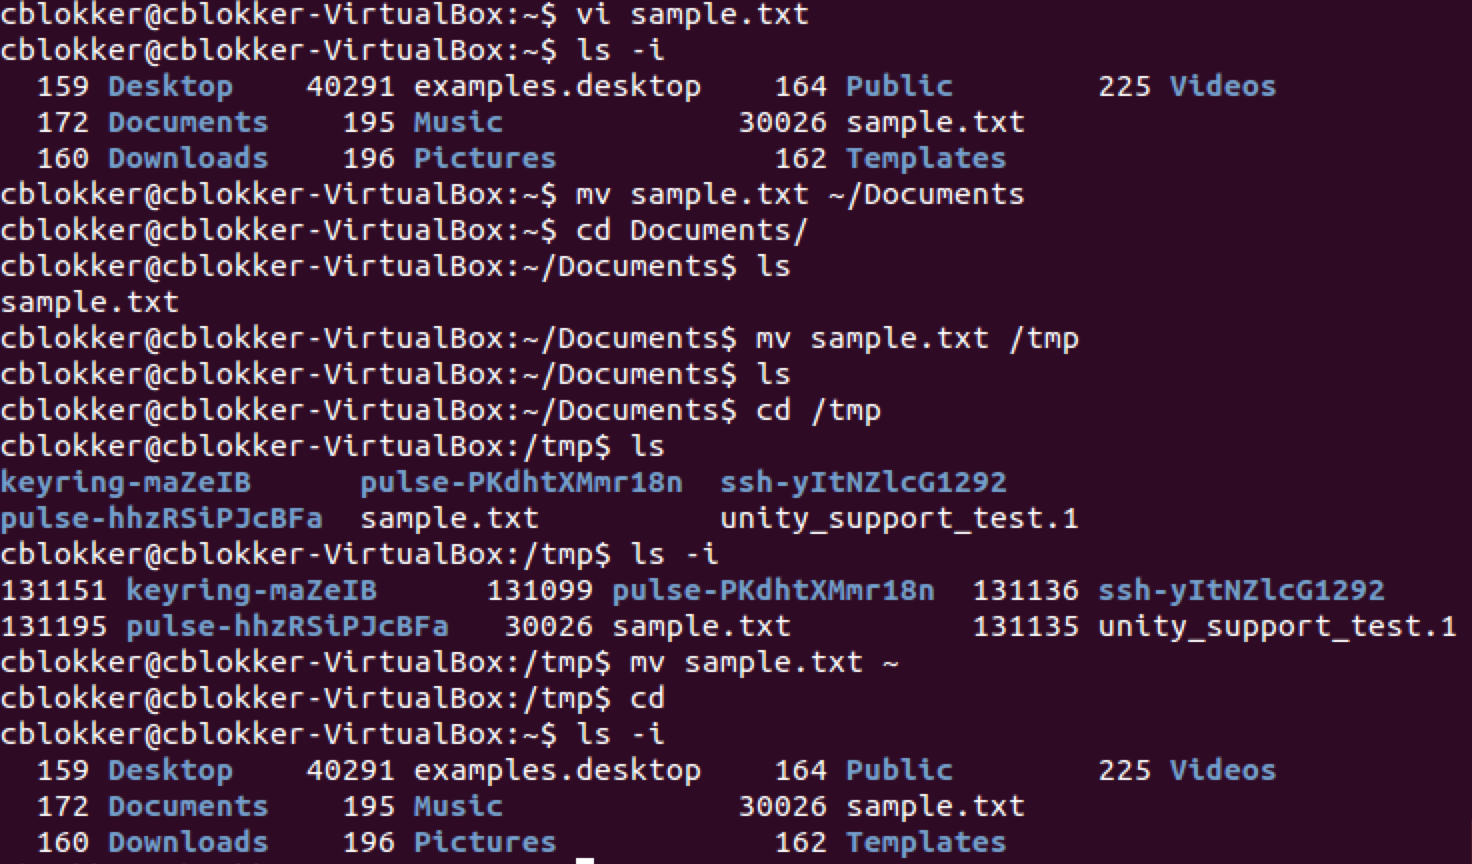 cblokker@cblokker-VirtualBox:~$ vi sample.txt
cblokker@cblokker-VirtualBox:~$ ls -i
  159 Desktop    40291 examples.desktop    164 Public        225 Videos
  172 Documents    195 Music             30026 sample.txt
  160 Downloads    196 Pictures            162 Templates
cblokker@cblokker-VirtualBox:~$ mv sample.txt ~/Documents
cblokker@cblokker-VirtualBox:~$ cd Documents/
cblokker@cblokker-VirtualBox:~/Documents$ ls
sample.txt
cblokker@cblokker-VirtualBox:~/Documents$ mv sample.txt /tmp
cblokker@cblokker-VirtualBox:~/Documents$ ls
cblokker@cblokker-VirtualBox:~/Documents$ cd /tmp
cblokker@cblokker-VirtualBox:/tmp$ ls
keyring-maZeIB      pulse-PKdhtXMmr18n  ssh-yItNZlcG1292
pulse-hhzRSiPJcBFa  sample.txt          unity_support_test.1
cblokker@cblokker-VirtualBox:/tmp$ ls -i
131151 keyring-maZeIB      131099 pulse-PKdhtXMmr18n  131136 ssh-yItNZlcG1292
131195 pulse-hhzRSiPJcBFa   30026 sample.txt          131135 unity_support_test.1
cblokker@cblokker-VirtualBox:/tmp$ mv sample.txt ~
cblokker@cblokker-VirtualBox:/tmp$ cd
cblokker@cblokker-VirtualBox:~$ ls -i
  159 Desktop    40291 examples.desktop    164 Public        225 Videos
  172 Documents    195 Music             30026 sample.txt
  160 Downloads    196 Pictures            162 Templates